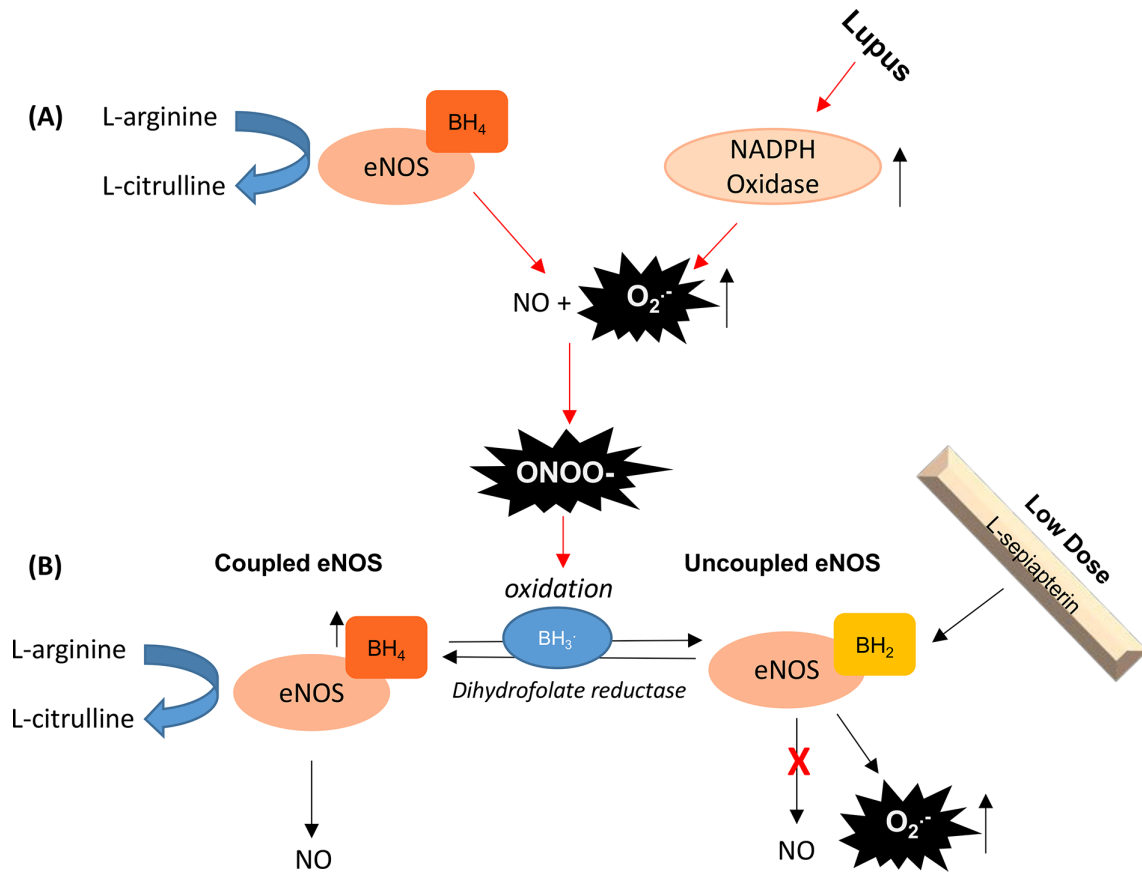 Lupus
(A)
L-arginine
L-citrulline
BH₄
eNOS
NADPH
Oxidase
NO +
O₂·-
ONOO-
Low Dose
L-sepiapterin
(B)
Coupled eNOS
Uncoupled eNOS
oxidation
L-arginine
L-citrulline
BH₄
eNOS
BH₃·
Dihydrofolate reductase
BH₂
eNOS
X
NO
NO
O₂·-